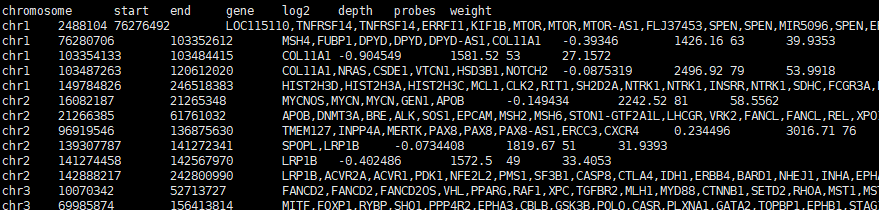 chromosome start end gene log2 depth probes weight
chr1 2488104 76276492 LOC115110,TNFRSF14,TNFRSF14,ERRFI1,KIF1B,MTOR,MTOR-AS1,FLJ37453,SPEN,SPEN,MIR5096,SPEN,
chr1 76280706 103352612 MSH4,FUBP1,DPYD,DPYD,DPYD-AS1,COL11A1 -0.39346 1426.16 63 39.9353
chr1 103354133 103484415 COL11A1 -0.904549 1581.52 53 27.1572
chr1 103487263 120612020 COL11A1,NRAS,CSDE1,VTCN1,HSD3B1,NOTCH2 -0.0875319 2496.92 79 53.9918
chr1 149784826 246518383 HIST2H3D,HIST2H3A,HIST2H3C,MCL1,CLK2,RIT1,SH2D2A,NTRK1,NTRK1,INSRR,NTRK1,SDHC,FCGR3A,
chr2 16082187 21265348 MYCNOS,MYCN,MYCN,GEN1,APOB -0.149434 2242.52 81 58.5562
chr2 21266385 61761032 APOB,DNMT3A,BRE,ALK,SOS1,EPCAM,MSH2,MSH6,STON1-GTF2A1L,LHCGR,VRK2,FANCL,FANCL,REL,XPO
chr2 96919546 136875630 TMEM127,INPP4A,MERTK,PAX8,PAX8,PAX8-AS1,ERCC3,CXCR4 0.234496 3016.71 76
chr2 139307787 141272341 SPOPL,LRP1B -0.0734408 1819.67 51 31.9393
chr2 141274458 142567970 LRP1B -0.402486 1572.5 49 33.4053
chr2 142888217 242800990 LRP1B,ACVR2A,ACVR1,PDK1,NFE2L2,PMS1,SF3B1,CASP8,CTLA4,IDH1,ERBB4,BARD1,NHEJ1,INHA,EPH
chr3 10070342 52713727 FANCD2,FANCD2,FANCD2OS,VHL,PPARG,RAF1,XPC,TGFBR2,MLH1,MYD88,CTNNB1,SETD2,RHOA,MST1,MS
chr3 69985874 156413814 MITF,FOXP1,RYBP,SHQ1,PPP4R2,EPHA3,CBLB,GSK3B,POLQ,CASR,PLXNA1,GATA2,TOPBP1,EPHB1,STAG